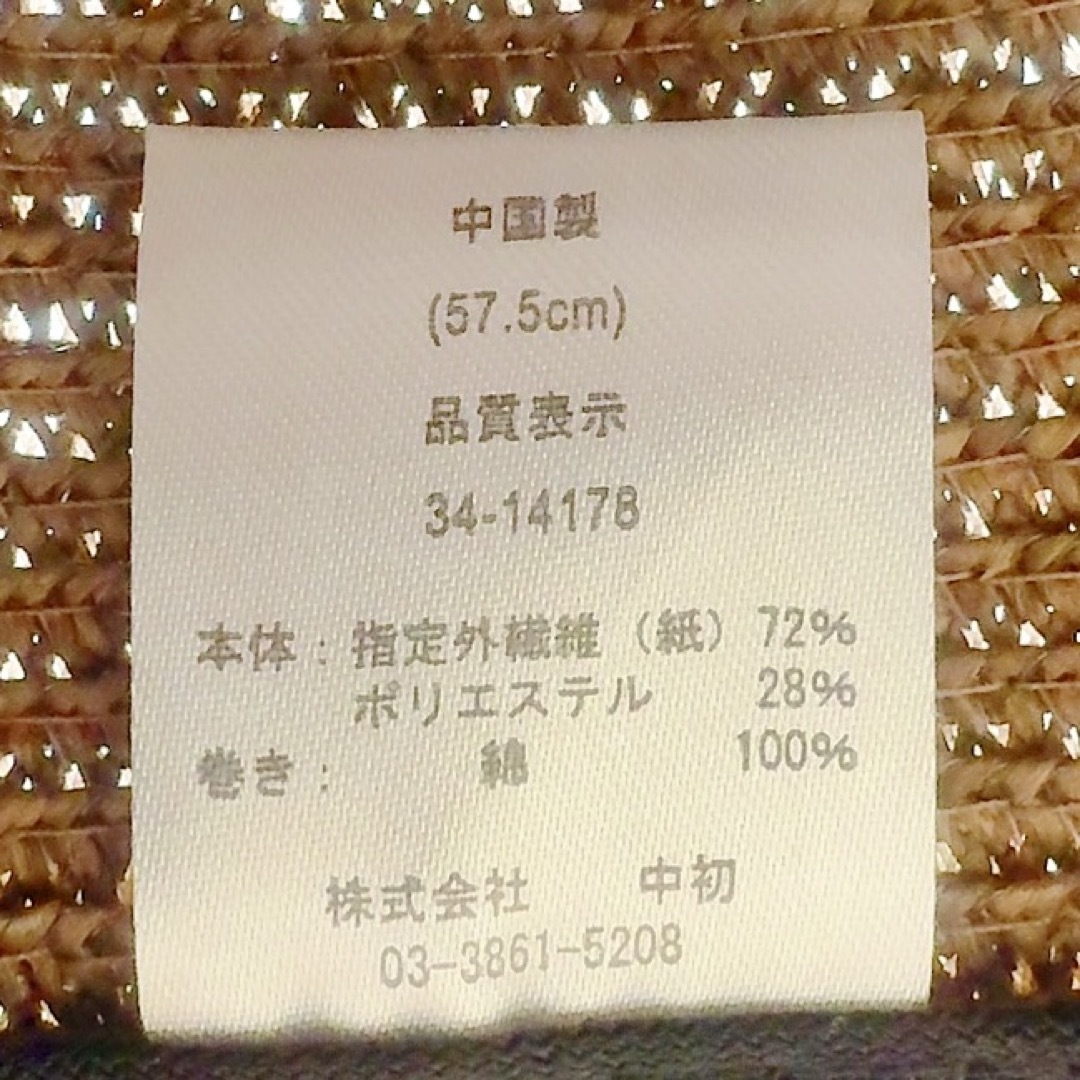 中国製
(57.5cm)
品質表示
34-14178
本体：指定外繊維（紙）72%
ポリエステル 28%
巻き： 綿 100%
株式会社 中初
03-3861-5208